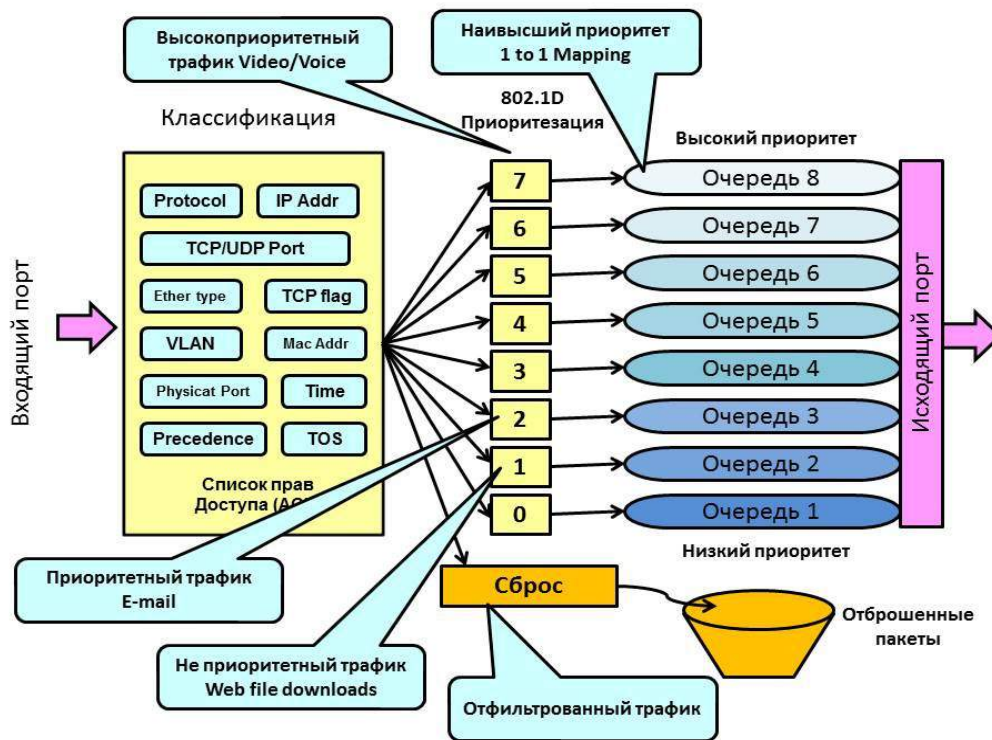 Высокоприоритетный
трафик Video/Voice
Наивысший приоритет
1 to 1 Mapping
Классификация
802.1D
Приоритезация
Высокий приоритет
Входящий порт
Protocol
IP Addr
TCP/UDP Port
Ether type
TCP flag
VLAN
Mac Addr
Physicat Port
Time
Precedence
TOS
Список прав
Доступа
7
6
5
4
3
2
1
0
Очередь 8
Очередь 7
Очередь 6
Очередь 5
Очередь 4
Очередь 3
Очередь 2
Очередь 1
Исходящий порт
Низкий приоритет
Приоритетный трафик
E-mail
Сброс
Отброшенные
пакеты
Не приоритетный трафик
Web file downloads
Отфильтрованный трафик